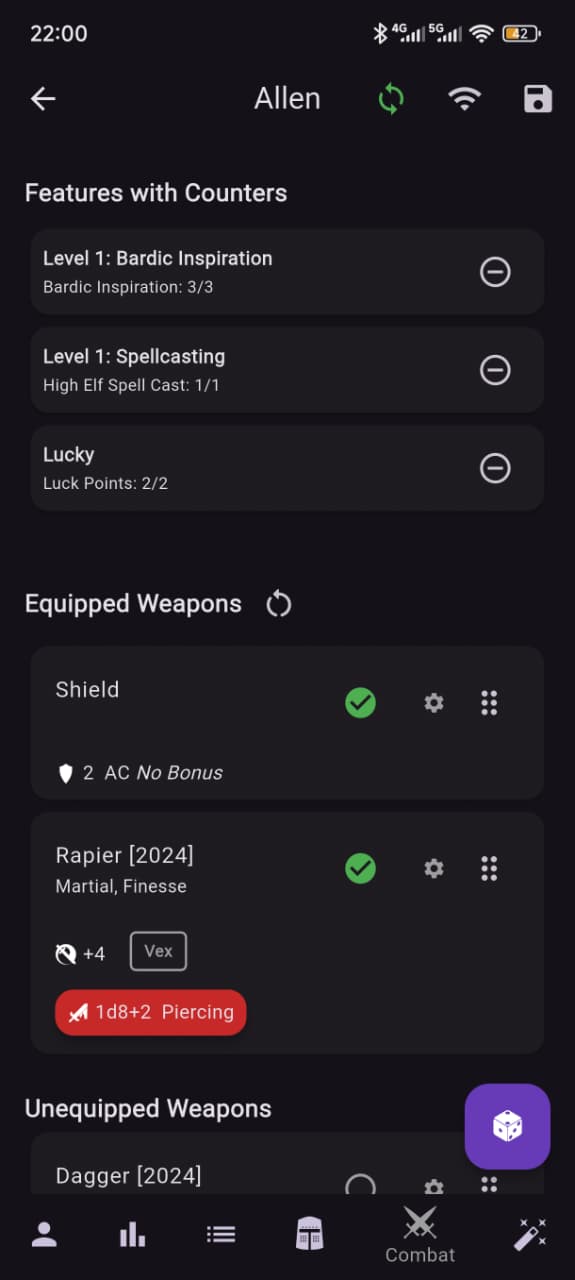 22:00
4G 5G 42
Allen
Features with Counters
Level 1: Bardic Inspiration
Bardic Inspiration: 3/3
Level 1: Spellcasting
High Elf Spell Cast: 1/1
Lucky
Luck Points: 2/2
Equipped Weapons
Shield
2 AC No Bonus
Rapier [2024]
Martial, Finesse
+4 Vex
1d8+2 Piercing
Unequipped Weapons
Dagger [2024]
Combat